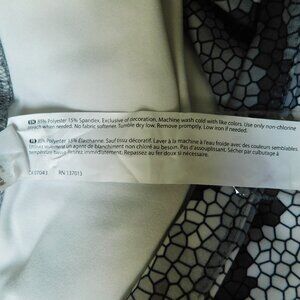 EN 85% Polyester 15% Spandex, Exclusive of decoration, Machine wash cold with like colors. Use only non-chlorine
bleach when needed. No fabric softener. Tumble dry low. Remove promptly. Low iron if needed.
FR 85% Polyester 15% Élasthanne. Sauf tissu décoratif. Laver à la machine à l'eau froide avec des couleurs semblables
Utilisez seulement un agent de blanchiment non chloré au besoin. Pas d'assouplissant. Sécher par culbutage à
température basse Retirez immédiatement. Repassez au fer doux si nécessaire.
CA07043 RN 137013